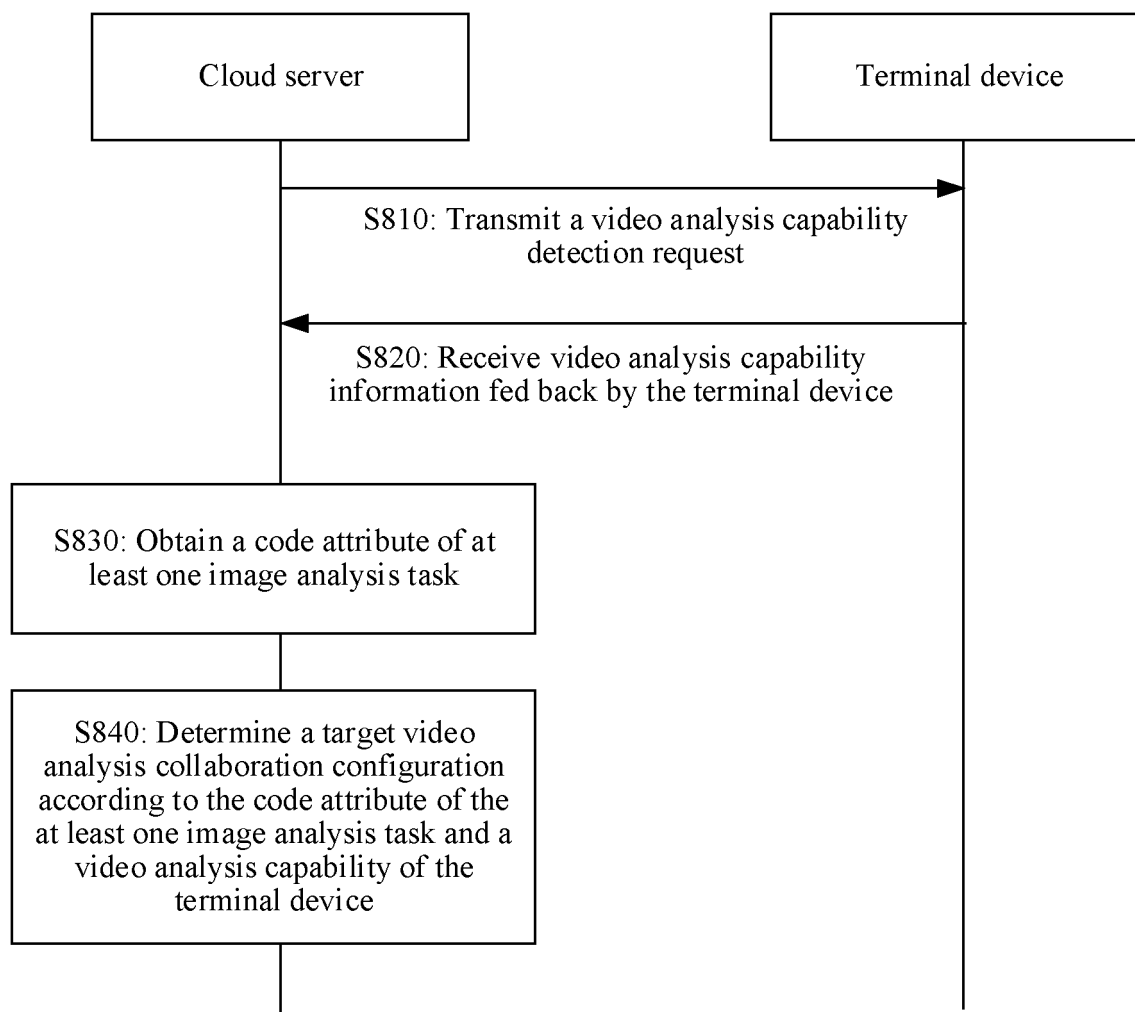 Cloud server
Terminal device
S810: Transmit a video analysis capability
detection request
S820: Receive video analysis capability
information fed back by the terminal device
S830: Obtain a code attribute of at
least one image analysis task
S840: Determine a target video
analysis collaboration configuration
according to the code attribute of the
at least one image analysis task and a
video analysis capability of the
terminal device